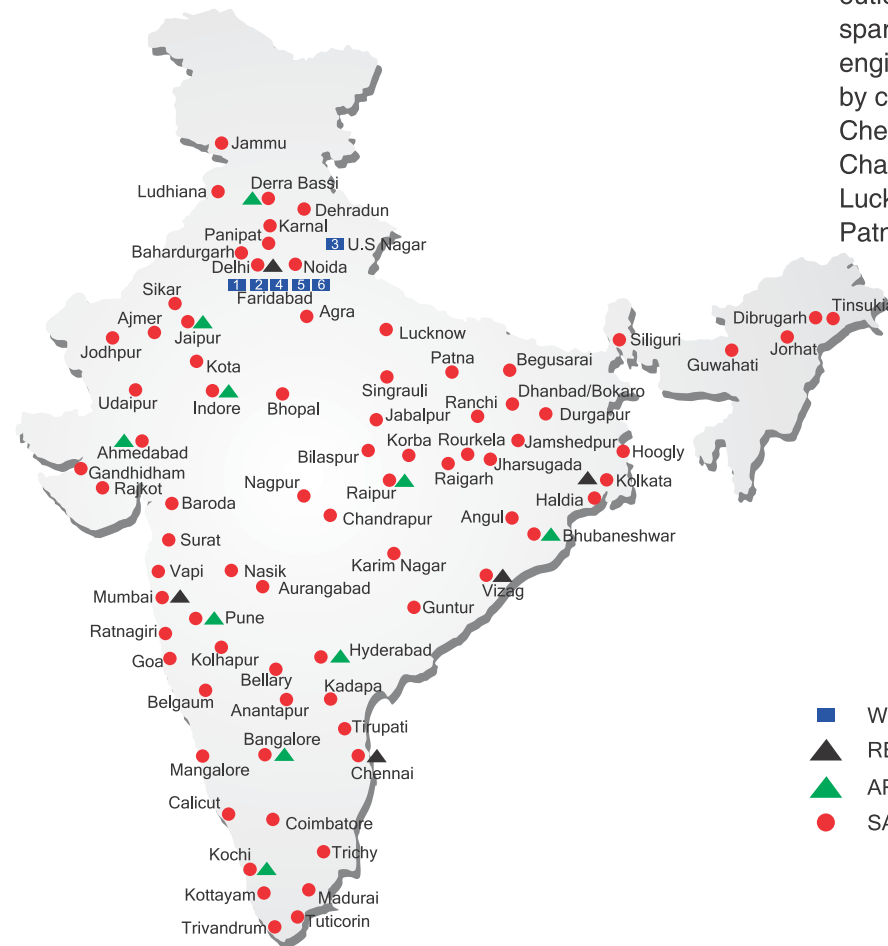 spar
engi
by c
Che
Cha
Luck
Patn
Jammu
Ludhiana
Derra Bassi
Dehradun
Karnal
Panipat
3 U.S Nagar
Bahardurgarh
Delhi
Noida
1 2 4 5 6
Faridabad
Sikar
Agra
Ajmer
Jaipur
Jodhpur
Lucknow
Siliguri
Dibrugarh
Tinsukia
Jorhat
Guwahati
Kota
Patna
Begusarai
Udaipur
Indore
Bhopal
Singrauli
Dhanbad/Bokaro
Ranchi
Durgapur
Jabalpur
Ahmedabad
Korba
Rourkela
Jamshedpur
Bilaspur
Hoogly
Gandhidham
Jharsugada
Raigarh
Rajkot
Nagpur
Raipur
Kolkata
Haldia
Baroda
Chandrapur
Angul
Bhubaneshwar
Surat
Karim Nagar
Vapi
Nasik
Aurangabad
Vizag
Mumbai
Guntur
Pune
Ratnagiri
Hyderabad
Goa
Kolhapur
Bellary
Kadapa
Belgaum
Anantapur
Tirupati
Bangalore
Mangalore
Chennai
Calicut
Coimbatore
Kochi
Trichy
Kottayam
Madurai
Tuticorin
Trivandrum
W
RE
AR
SA